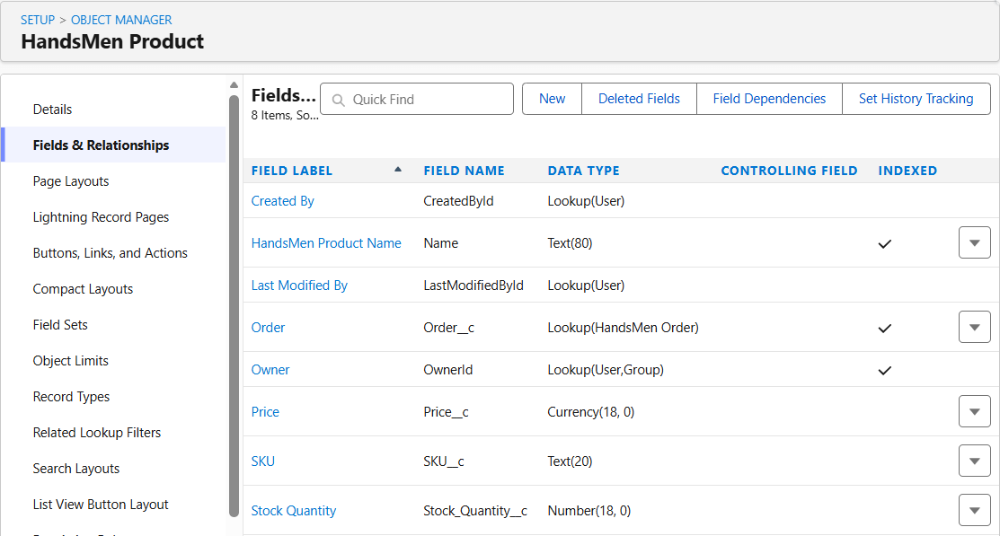 SETUP > OBJECT MANAGER
HandsMen Product
Details
Fields & Relationships
Page Layouts
Lightning Record Pages
Buttons, Links, and Actions
Compact Layouts
Field Sets
Object Limits
Record Types
Related Lookup Filters
Search Layouts
List View Button Layout
Fields...
8 Items, So...
Quick Find
New
Deleted Fields
Field Dependencies
Set History Tracking
FIELD LABEL FIELD NAME DATA TYPE CONTROLLING FIELD INDEXED
Created By CreatedById Lookup(User)
HandsMen Product Name Name Text(80)
Last Modified By LastModifiedById Lookup(User)
Order Order__c Lookup(HandsMen Order)
Owner OwnerId Lookup(User,Group)
Price Price__c Currency(18, 0)
SKU SKU__c Text(20)
Stock Quantity Stock_Quantity__c Number(18, 0)